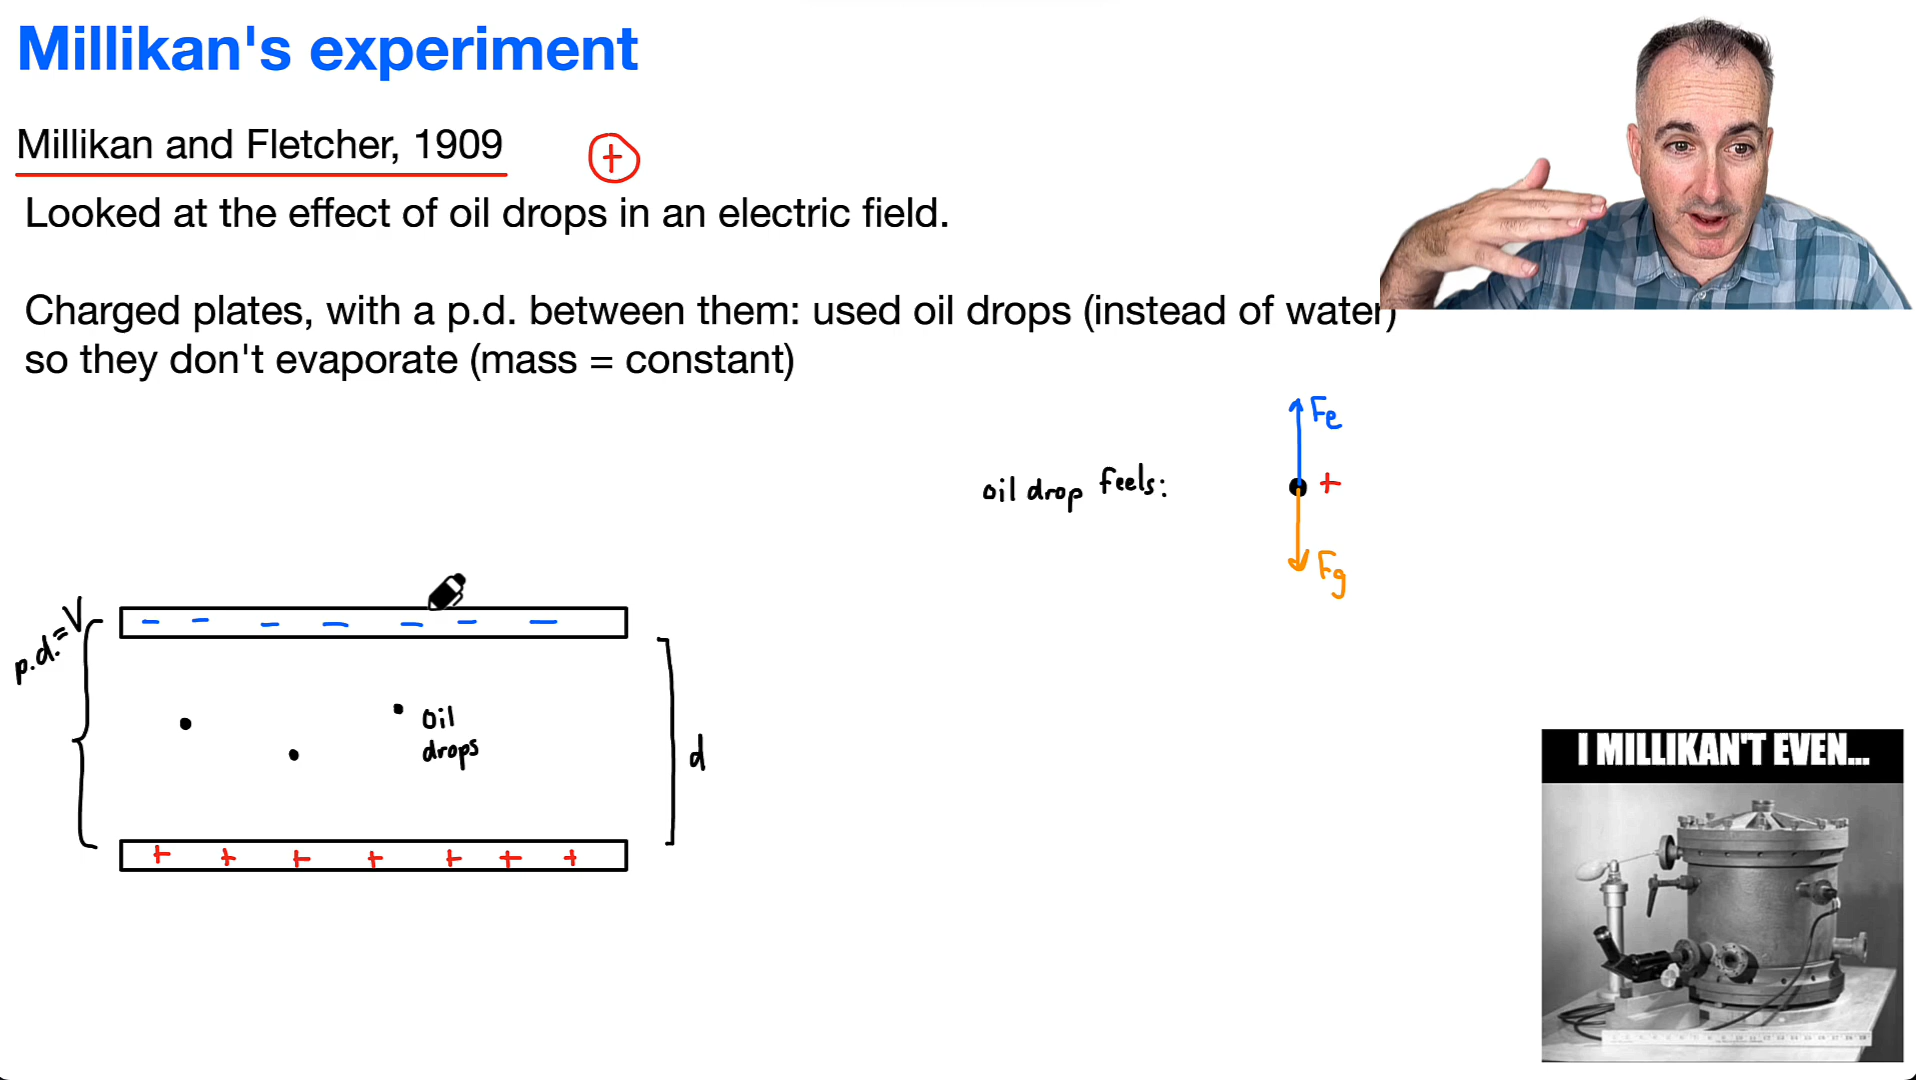 Millikan's experiment
Millikan and Fletcher, 1909
+
Looked at the effect of oil drops in an electric field.
Charged plates, with a p.d. between them: used oil drops (instead of water)
so they don't evaporate (mass = constant)
Fe
oil drop feels:
+
Fg
p.d.=V
- - - - - - -
oil
drops
d
+ + + + + + +
I MILLIKAN'T EVEN...